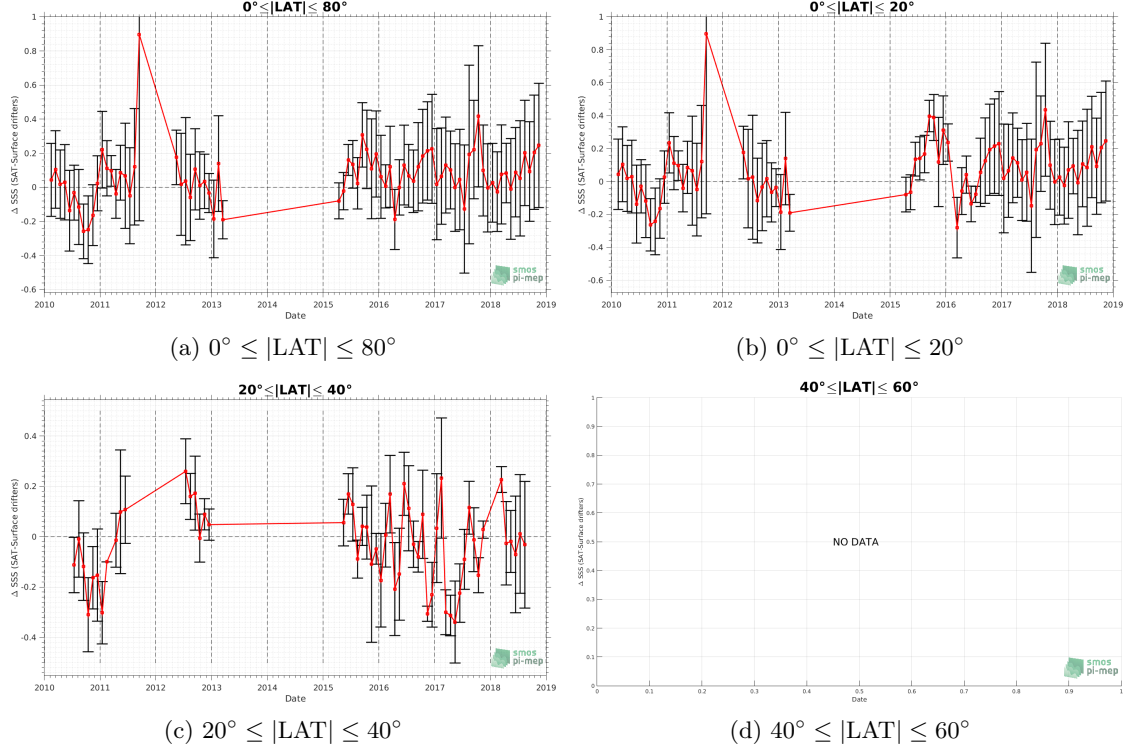 0°≤|LAT|≤ 80°
Δ SSS (SAT-Surface drifters)
1
0.8
0.6
0.4
0.2
0
-0.2
-0.4
-0.6
2010 2011 2012 2013 2014 2015 2016 2017 2018 2019
Date
smos
pi-mep
(a) 0° ≤ |LAT| ≤ 80°
0°≤|LAT|≤ 20°
Δ SSS (SAT-Surface drifters)
1
0.8
0.6
0.4
0.2
0
-0.2
-0.4
-0.6
2010 2011 2012 2013 2014 2015 2016 2017 2018 2019
Date
smos
pi-mep
(b) 0° ≤ |LAT| ≤ 20°
20°≤|LAT|≤ 40°
Δ SSS (SAT-Surface drifters)
0.4
0.2
0
-0.2
-0.4
2010 2011 2012 2013 2014 2015 2016 2017 2018 2019
Date
smos
pi-mep
(c) 20° ≤ |LAT| ≤ 40°
40°≤|LAT|≤ 60°
Δ SSS (SAT-Surface drifters)
1
0.9
0.8
0.7
0.6
0.5
0.4
0.3
0.2
0.1
0
NO DATA
0 0.1 0.2 0.3 0.4 0.5 0.6 0.7 0.8 0.9 1
Date
smos
pi-mep
(d) 40° ≤ |LAT| ≤ 60°